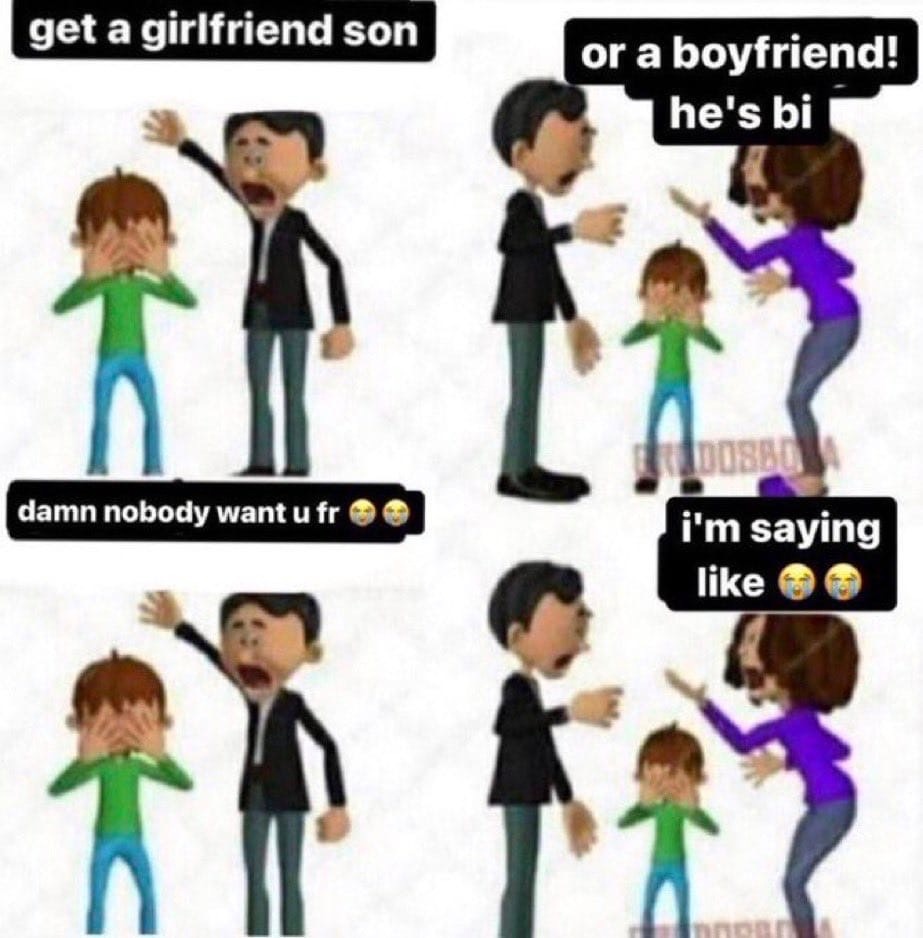 get a girlfriend son
or a boyfriend!
he's bi
damn nobody want u fr 😭😭
i'm saying
like 😭😭